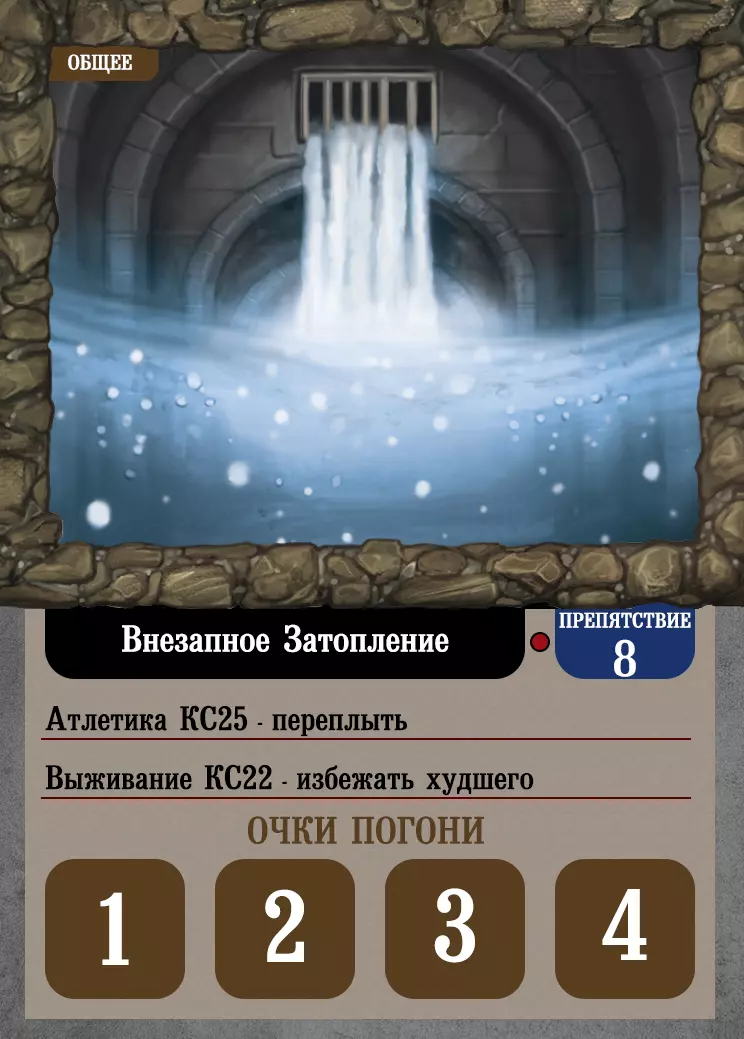 ОБЩЕЕ
Внезапное Затопление
ПРЕПЯТСТВИЕ
8
Атлетика КС25 - переплыть
Выживание КС22 - избежать худшего
ОЧКИ ПОГОНИ
1 2 3 4